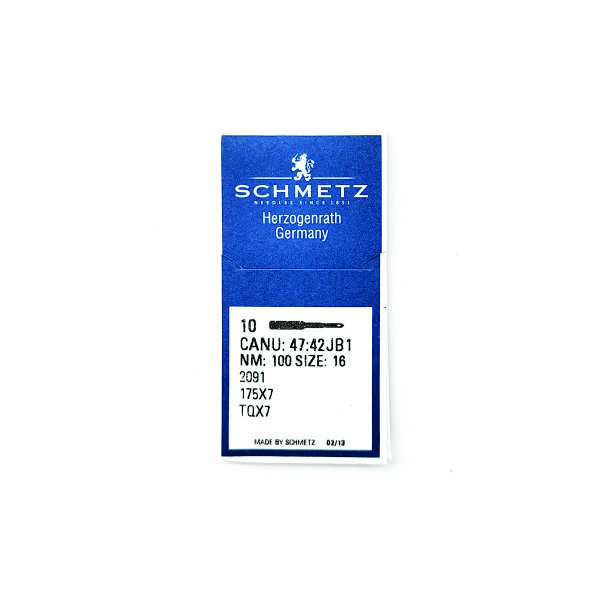 SCHMETZ
NEEDLES SINCE 1851
Herzogenrath
Germany
10
CANU: 47:42JB1
NM: 100 SIZE: 16
2091
175X7
TQX7
MADE BY SCHMETZ 02/13